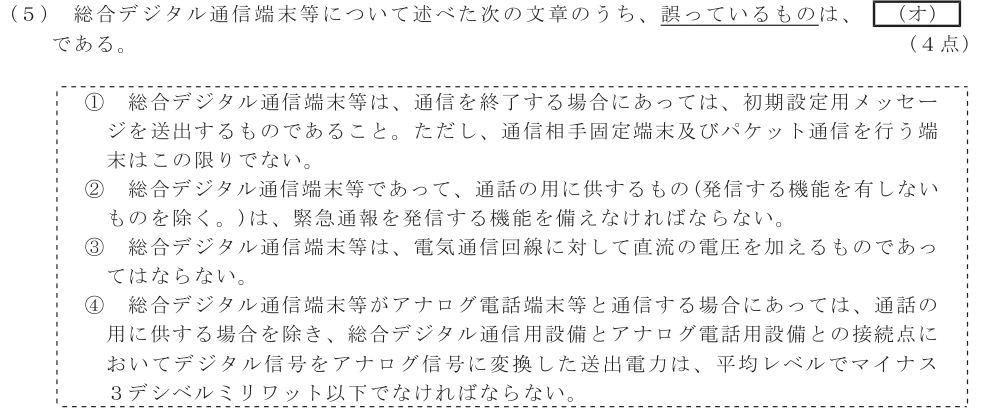 (5) 総合デジタル通信端末等について述べた次の文章のうち、誤っているものは、 (オ)
である。 (4点)
① 総合デジタル通信端末等は、通信を終了する場合にあっては、初期設定用メッセー
ジを送出するものであること。ただし、通信相手固定端末及びパケット通信を行う端
末はこの限りでない。
② 総合デジタル通信端末等であって、通話の用に供するもの(発信する機能を有しない
ものを除く。)は、緊急通報を発信する機能を備えなければならない。
③ 総合デジタル通信端末等は、電気通信回線に対して直流の電圧を加えるものであっ
てはならない。
④ 総合デジタル通信端末等がアナログ電話端末等と通信する場合にあっては、通話の
用に供する場合を除き、総合デジタル通信用設備とアナログ電話用設備との接続点に
おいてデジタル信号をアナログ信号に変換した送出電力は、平均レベルでマイナス
3デシベルミリワット以下でなければならない。